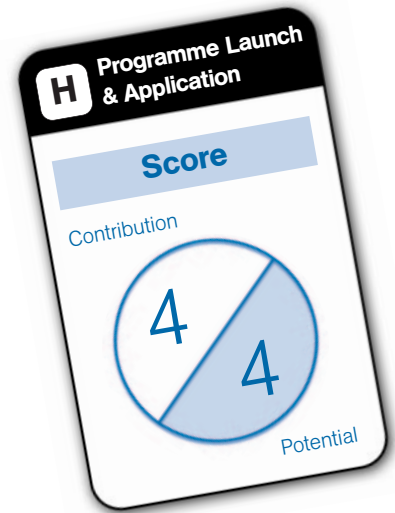 H
Programme Launch
& Application
Score
Contribution
4
4
Potential